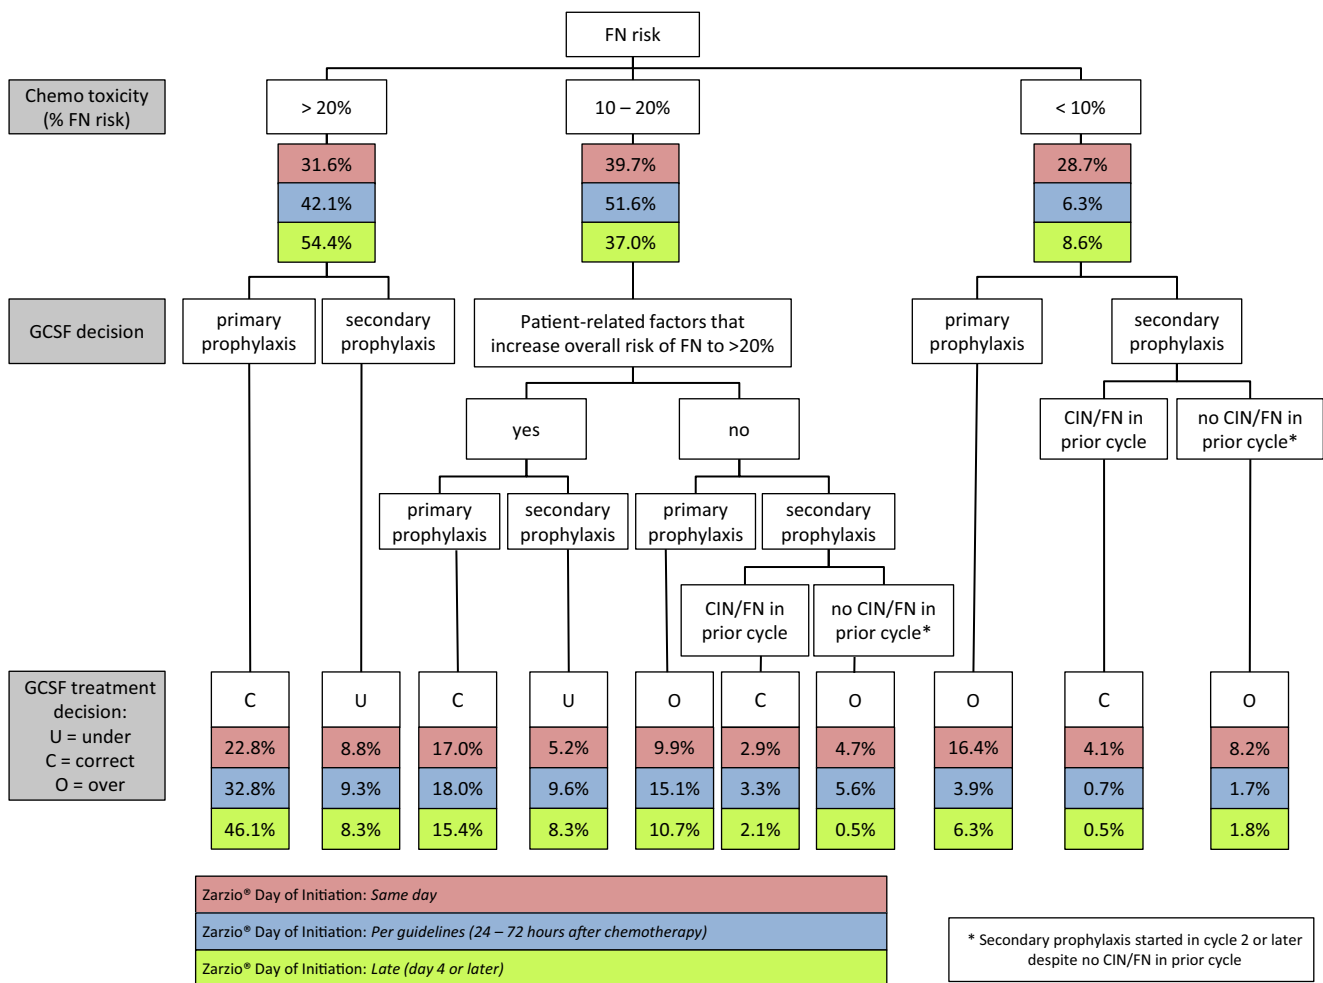 FN risk
Chemo toxicity
(% FN risk)
> 20%
10 – 20%
< 10%
31.6%
39.7%
28.7%
42.1%
51.6%
6.3%
54.4%
37.0%
8.6%
GCSF decision
primary
prophylaxis
secondary
prophylaxis
Patient-related factors that
increase overall risk of FN to >20%
primary
prophylaxis
secondary
prophylaxis
yes
no
CIN/FN in
prior cycle
no CIN/FN in
prior cycle*
primary
prophylaxis
secondary
prophylaxis
primary
prophylaxis
secondary
prophylaxis
CIN/FN in
prior cycle
no CIN/FN in
prior cycle*
GCSF treatment
decision:
U = under
C = correct
O = over
C
U
C
U
O
C
O
O
C
O
22.8%
8.8%
17.0%
5.2%
9.9%
2.9%
4.7%
16.4%
4.1%
8.2%
32.8%
9.3%
18.0%
9.6%
15.1%
3.3%
5.6%
3.9%
0.7%
1.7%
46.1%
8.3%
15.4%
8.3%
10.7%
2.1%
0.5%
6.3%
0.5%
1.8%
Zarzio® Day of Initiation: Same day
Zarzio® Day of Initiation: Per guidelines (24 – 72 hours after chemotherapy)
Zarzio® Day of Initiation: Late (day 4 or later)
* Secondary prophylaxis started in cycle 2 or later
despite no CIN/FN in prior cycle